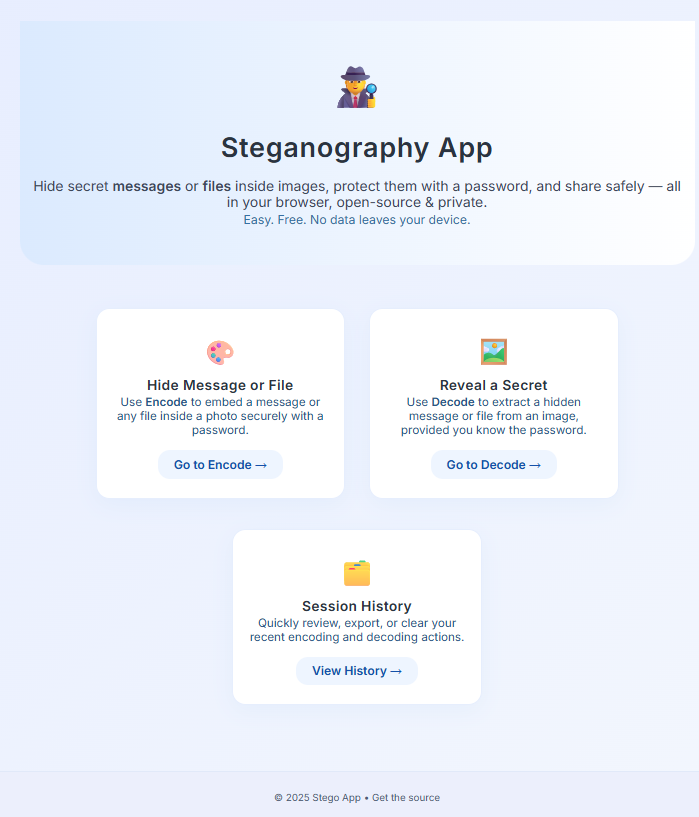 Steganography App
Hide secret messages or files inside images, protect them with a password, and share safely — all
in your browser, open-source & private.
Easy. Free. No data leaves your device.
Hide Message or File
Use Encode to embed a message or
any file inside a photo securely with a
password.
Go to Encode →
Reveal a Secret
Use Decode to extract a hidden
message or file from an image,
provided you know the password.
Go to Decode →
Session History
Quickly review, export, or clear your
recent encoding and decoding actions.
View History →
© 2025 Stego App • Get the source